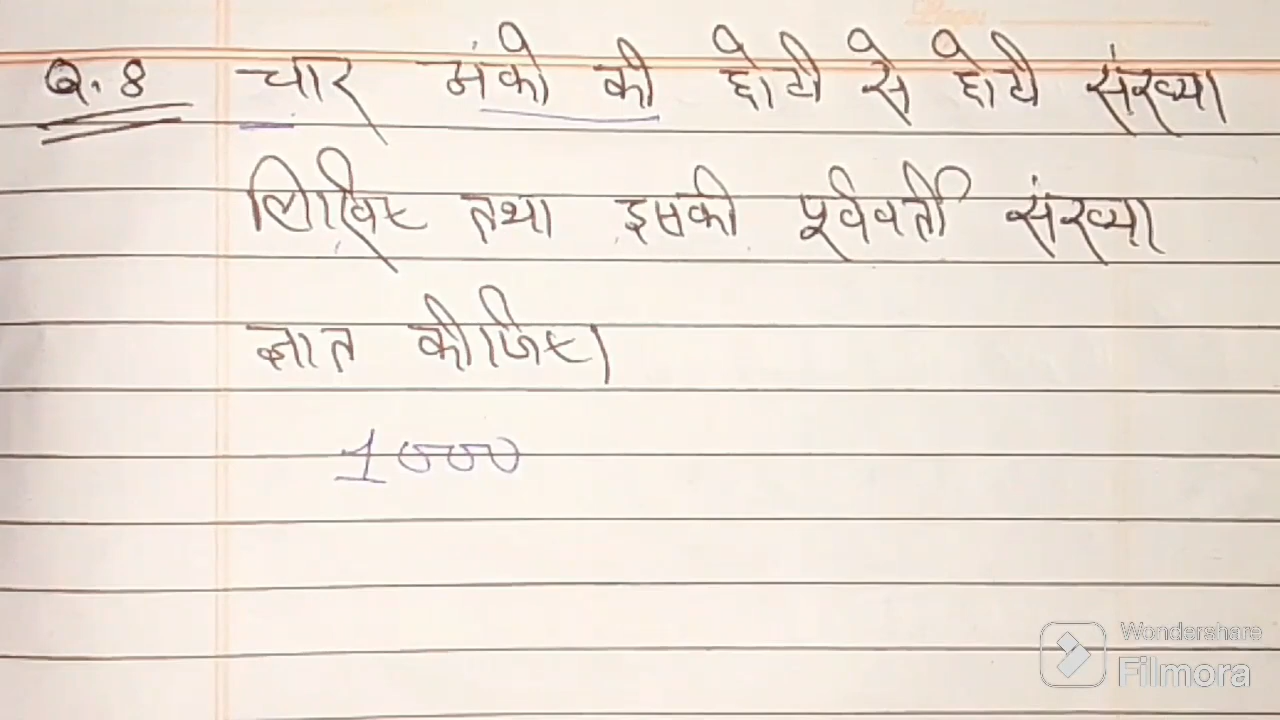 Q. 8 चार अंको की छोटी से छोटी संख्या
लिखिए तथा इसकी पूर्ववर्ती संख्या
ज्ञात कीजिए।
1000
Wondershare
Filmora